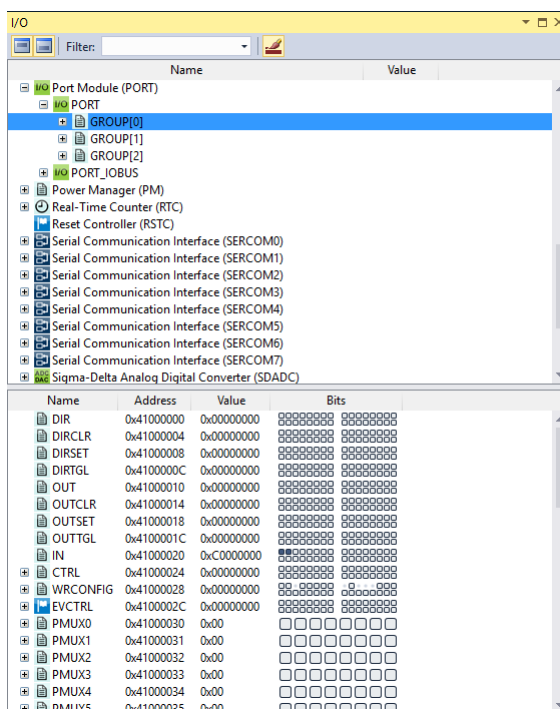 I/O
Filter:
Name Value
I/O Port Module (PORT)
I/O PORT
GROUP[0]
GROUP[1]
GROUP[2]
I/O PORT_IOBUS
Power Manager (PM)
Real-Time Counter (RTC)
Reset Controller (RSTC)
Serial Communication Interface (SERCOM0)
Serial Communication Interface (SERCOM1)
Serial Communication Interface (SERCOM2)
Serial Communication Interface (SERCOM3)
Serial Communication Interface (SERCOM4)
Serial Communication Interface (SERCOM5)
Serial Communication Interface (SERCOM6)
Serial Communication Interface (SERCOM7)
ADC DAC Sigma-Delta Analog Digital Converter (SDADC)
Name Address Value Bits
DIR 0x41000000 0x00000000
DIRCLR 0x41000004 0x00000000
DIRSET 0x41000008 0x00000000
DIRTGL 0x4100000C 0x00000000
OUT 0x41000010 0x00000000
OUTCLR 0x41000014 0x00000000
OUTSET 0x41000018 0x00000000
OUTTGL 0x4100001C 0x00000000
IN 0x41000020 0xC0000000
CTRL 0x41000024 0x00000000
WRCONFIG 0x41000028 0x00000000
EVCTRL 0x4100002C 0x00000000
PMUX0 0x41000030 0x00
PMUX1 0x41000031 0x00
PMUX2 0x41000032 0x00
PMUX3 0x41000033 0x00
PMUX4 0x41000034 0x00
PMUX5 0x41000035 0x00